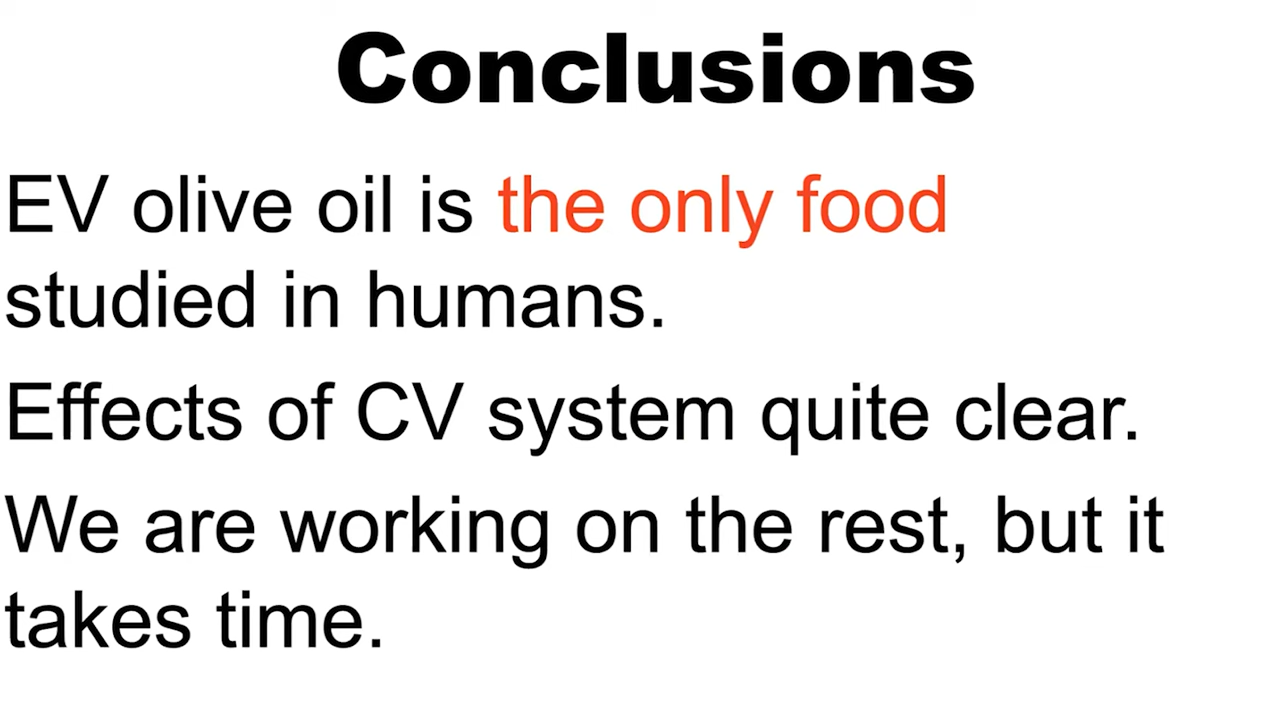 Conclusions
EV olive oil is the only food
studied in humans.
Effects of CV system quite clear.
We are working on the rest, but it
takes time.